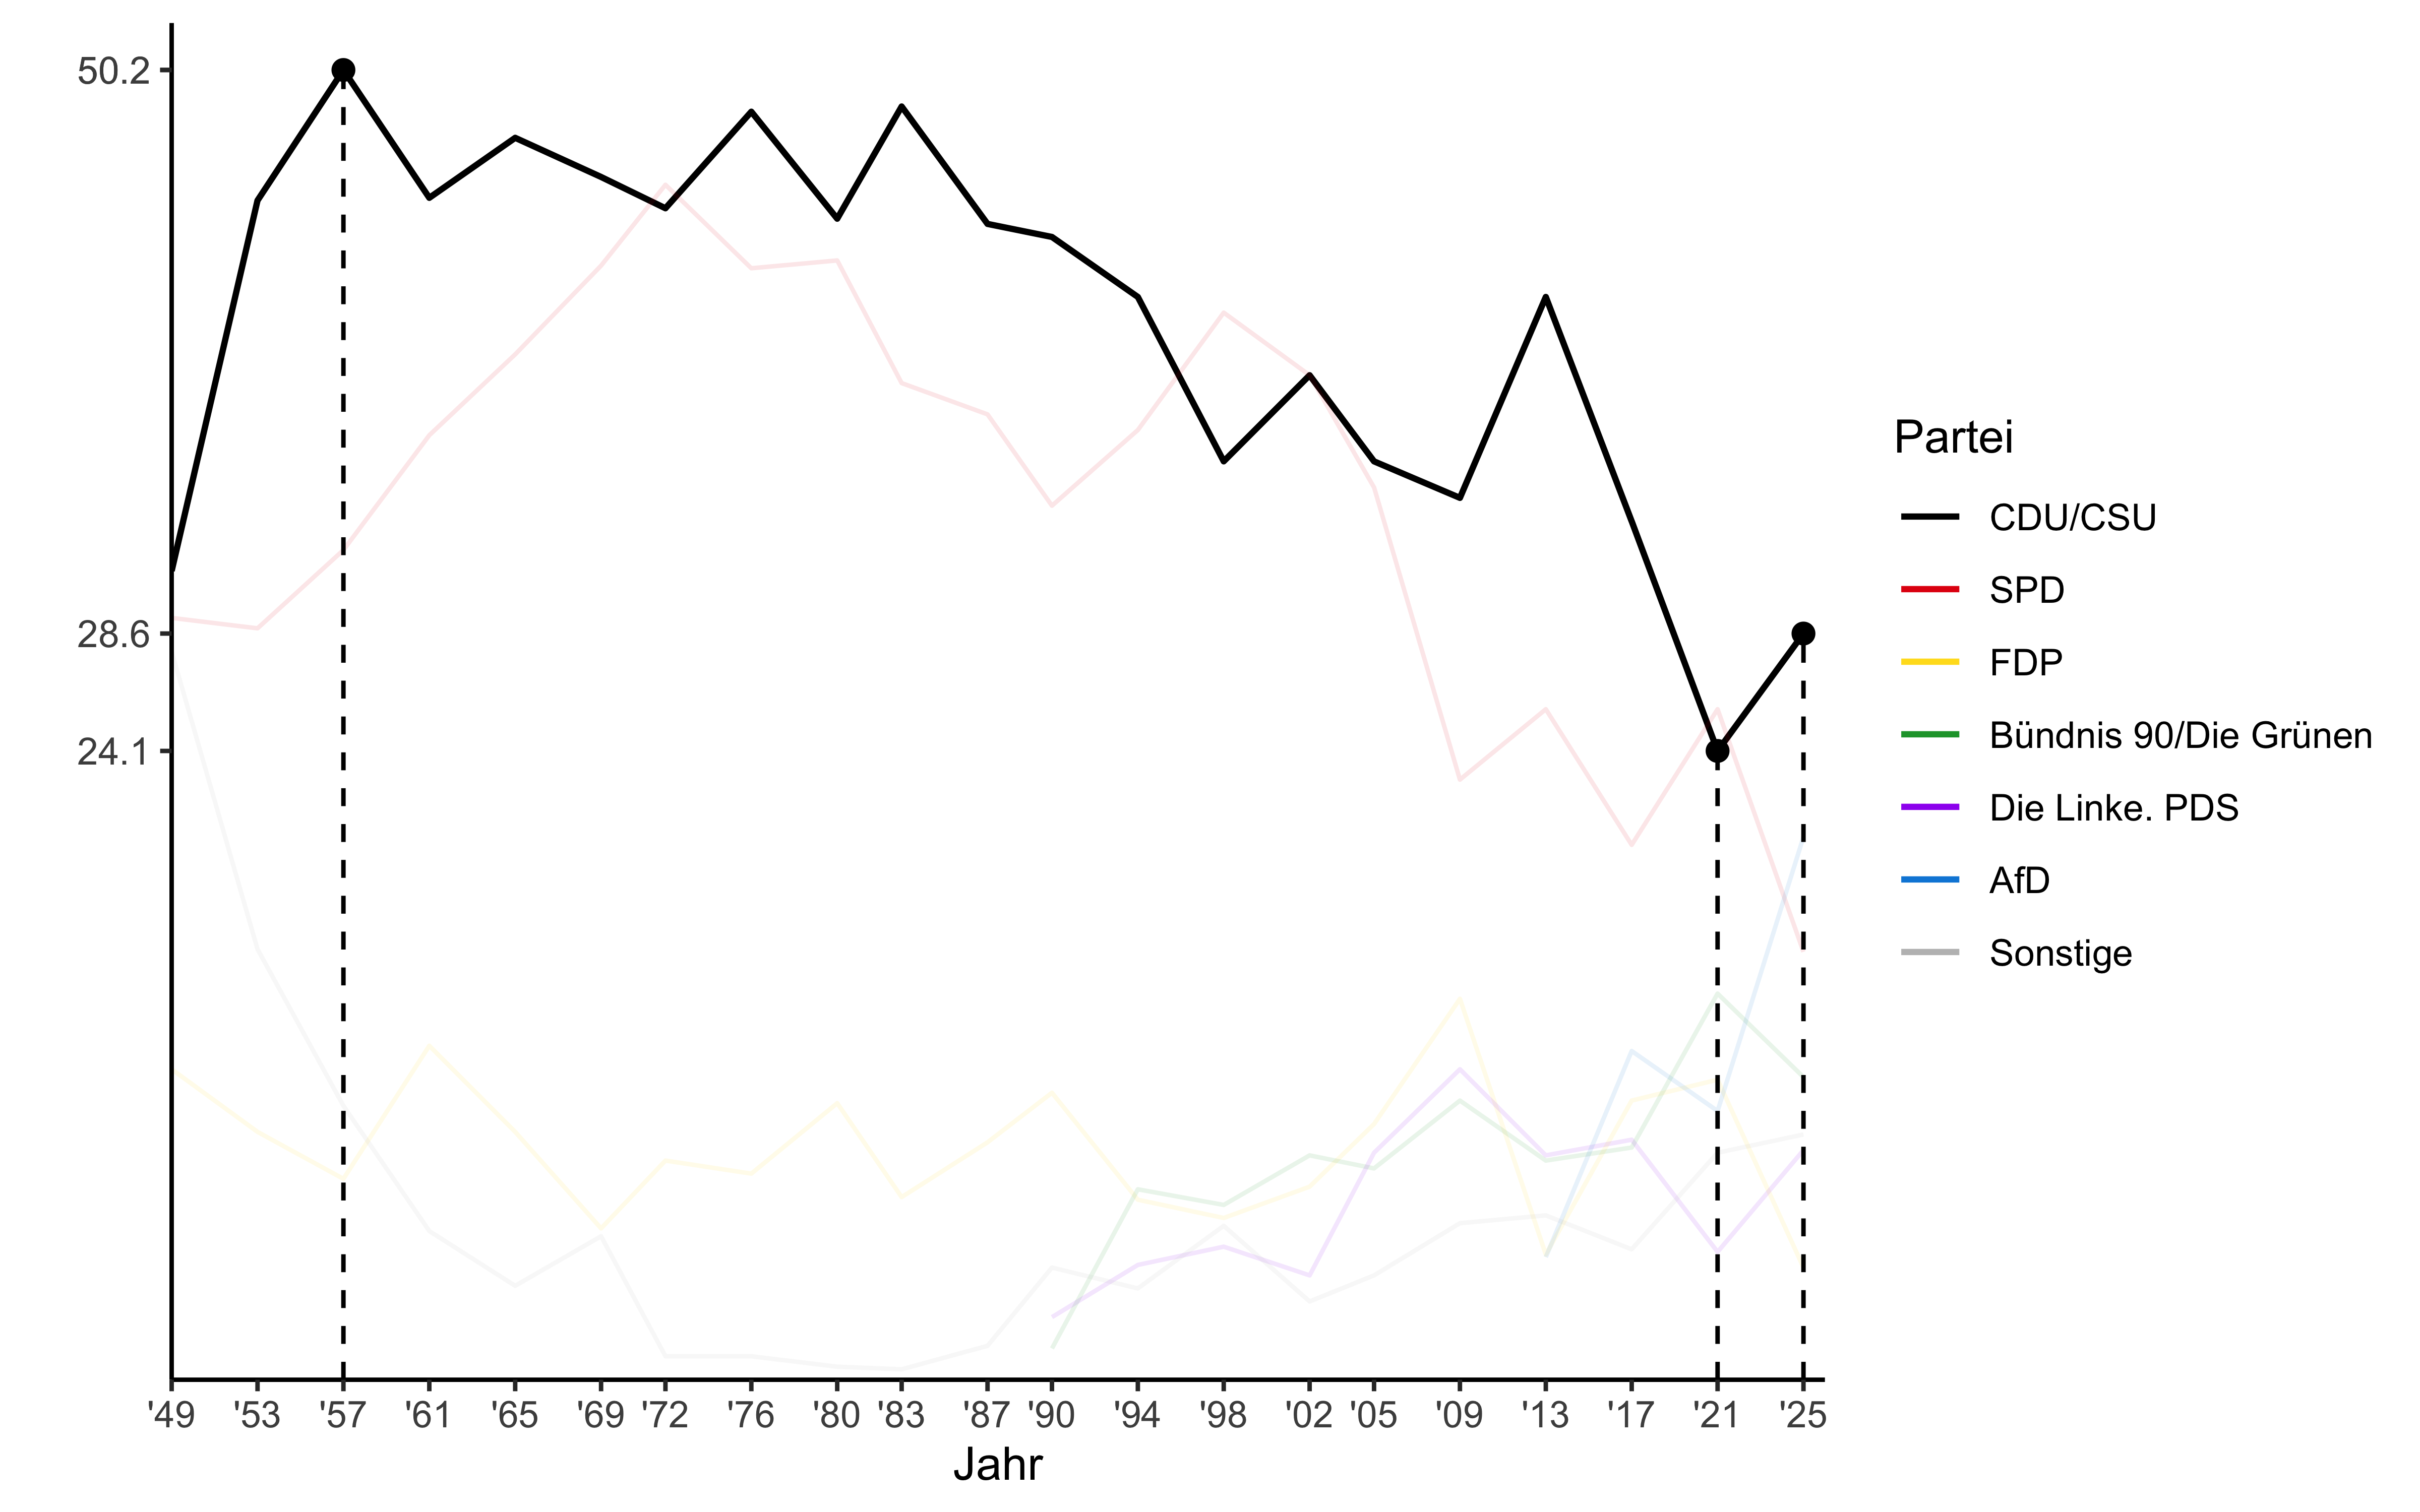 50.2
28.6
24.1
'49 '53 '57 '61 '65 '69 '72 '76 '80 '83 '87 '90 '94 '98 '02 '05 '09 '13 '17 '21 '25
Jahr
Partei
CDU/CSU
SPD
FDP
Bündnis 90/Die Grünen
Die Linke. PDS
AfD
Sonstige